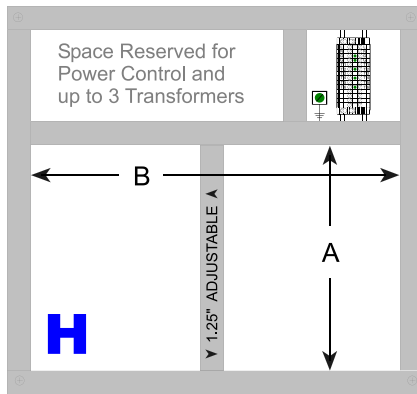 Space Reserved for
Power Control and
up to 3 Transformers
B
1.25" ADJUSTABLE
A
H